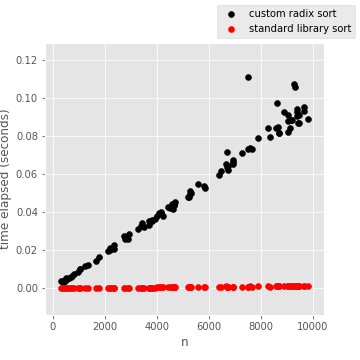 custom radix sort
standard library sort
0.12
0.10
0.08
0.06
0.04
0.02
0.00
time elapsed (seconds)
0 2000 4000 6000 8000 10000
n